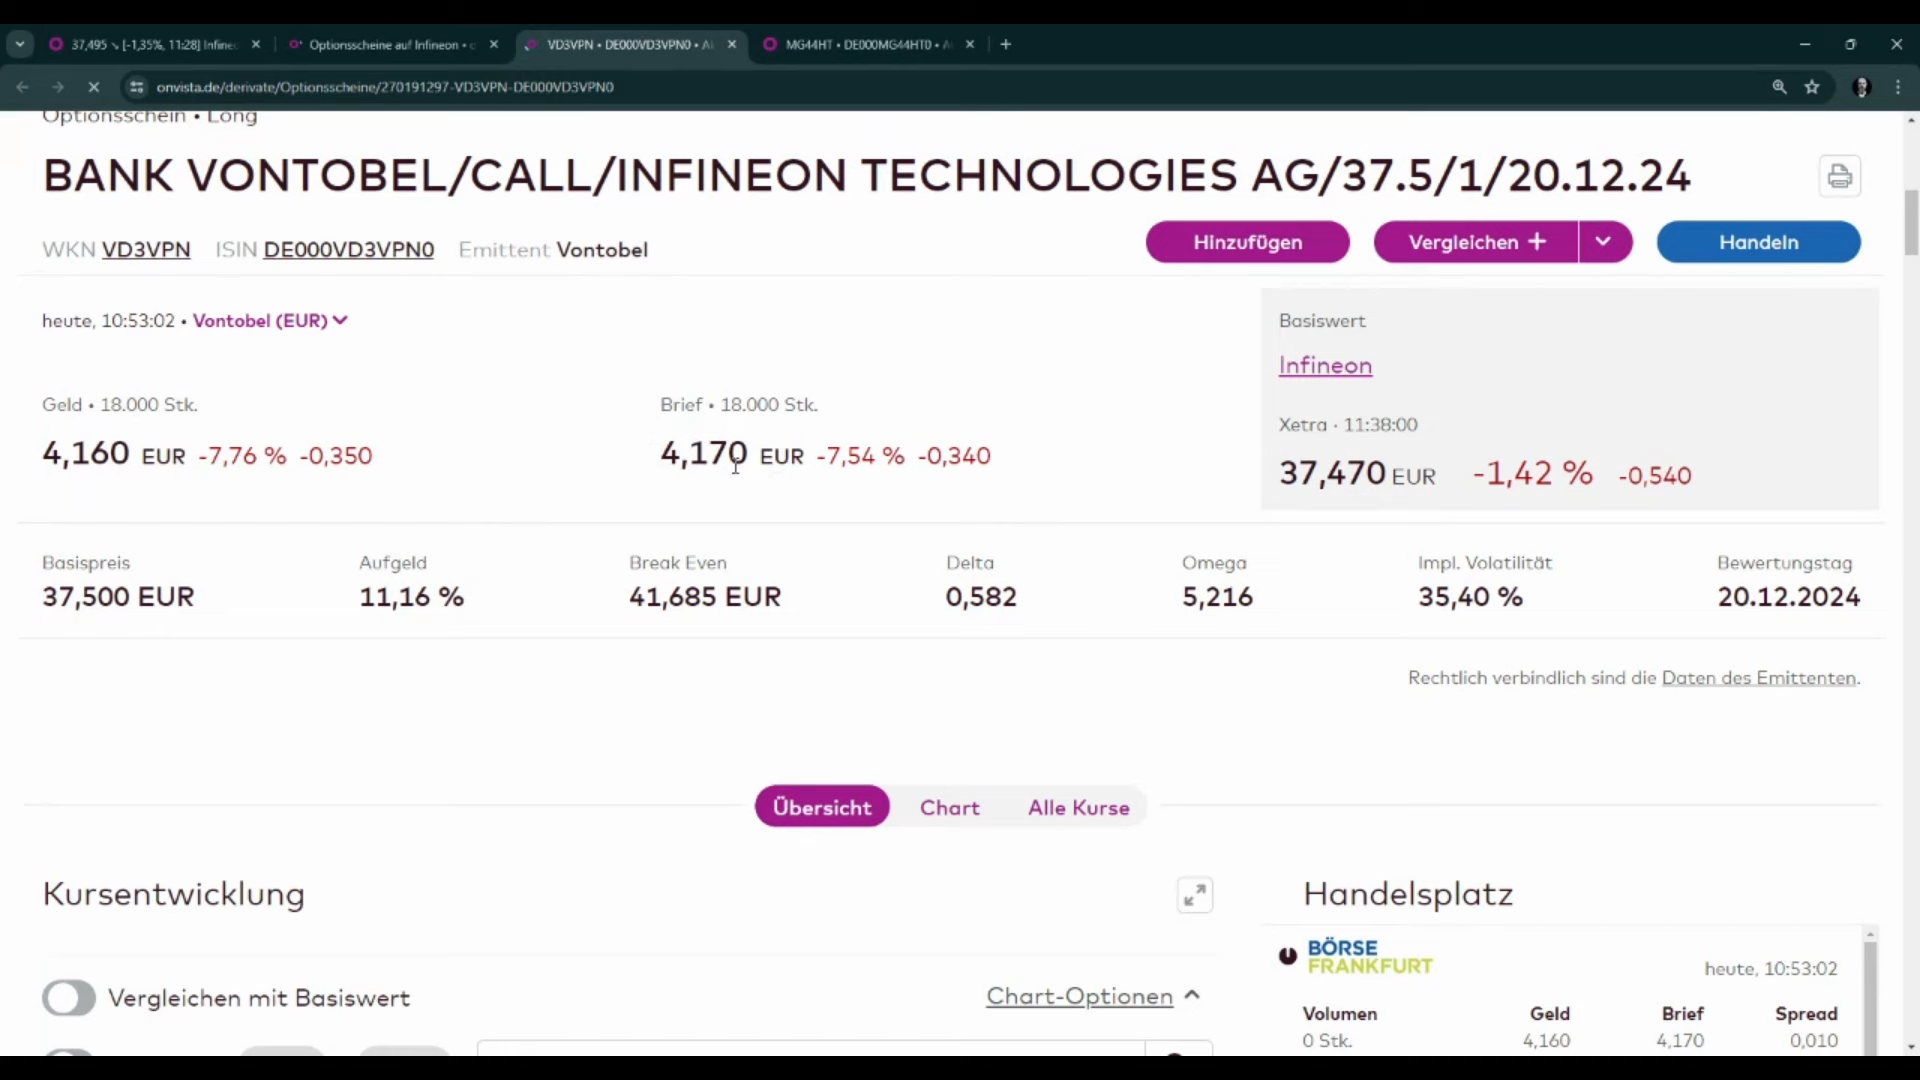 37,495 ↘ [-1,35%, 11:28] Infine
Optionsscheine auf Infineon •
VD3VPN • DE000VD3VPN0 •
MG44HT • DE000MG44HT0 •
onvista.de/derivate/Optionsscheine/270191297-VD3VPN-DE000VD3VPN0
Optionsschein • Long
BANK VONTOBEL/CALL/INFINEON TECHNOLOGIES AG/37.5/1/20.12.24
WKN VD3VPN ISIN DE000VD3VPN0 Emittent Vontobel
Hinzufügen
Vergleichen +
Handeln
heute, 10:53:02 • Vontobel (EUR)
Geld • 18.000 Stk.
4,160 EUR -7,76 % -0,350
Brief • 18.000 Stk.
4,170 EUR -7,54 % -0,340
Basiswert
Infineon
Xetra · 11:38:00
37,470 EUR -1,42 % -0,540
Basispreis
37,500 EUR
Aufgeld
11,16 %
Break Even
41,685 EUR
Delta
0,582
Omega
5,216
Impl. Volatilität
35,40 %
Bewertungstag
20.12.2024
Rechtlich verbindlich sind die Daten des Emittenten.
Übersicht
Chart
Alle Kurse
Kursentwicklung
Vergleichen mit Basiswert
Chart-Optionen
Handelsplatz
BÖRSE
FRANKFURT
heute, 10:53:02
Volumen Geld Brief Spread
0 Stk. 4,160 4,170 0,010